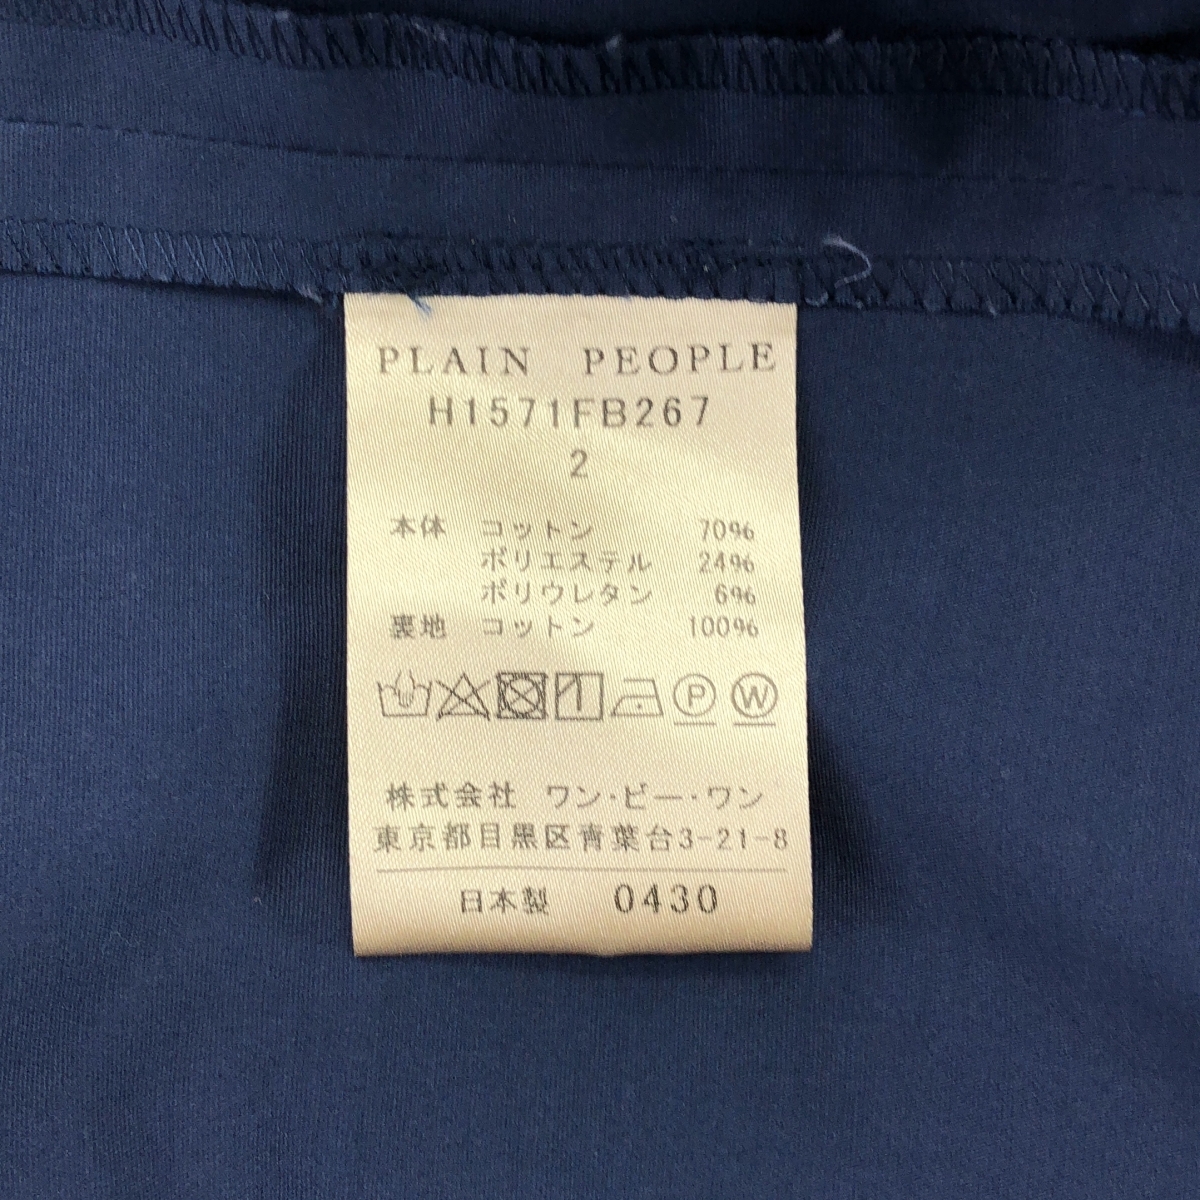 PLAIN PEOPLE
H1571FB267
2
本体 コットン 70%
ポリエステル 24%
ポリウレタン 6%
裏地 コットン 100%
P W
株式会社 ワン・ビー・ワン
東京都目黒区青葉台3-21-8
日本製 0430